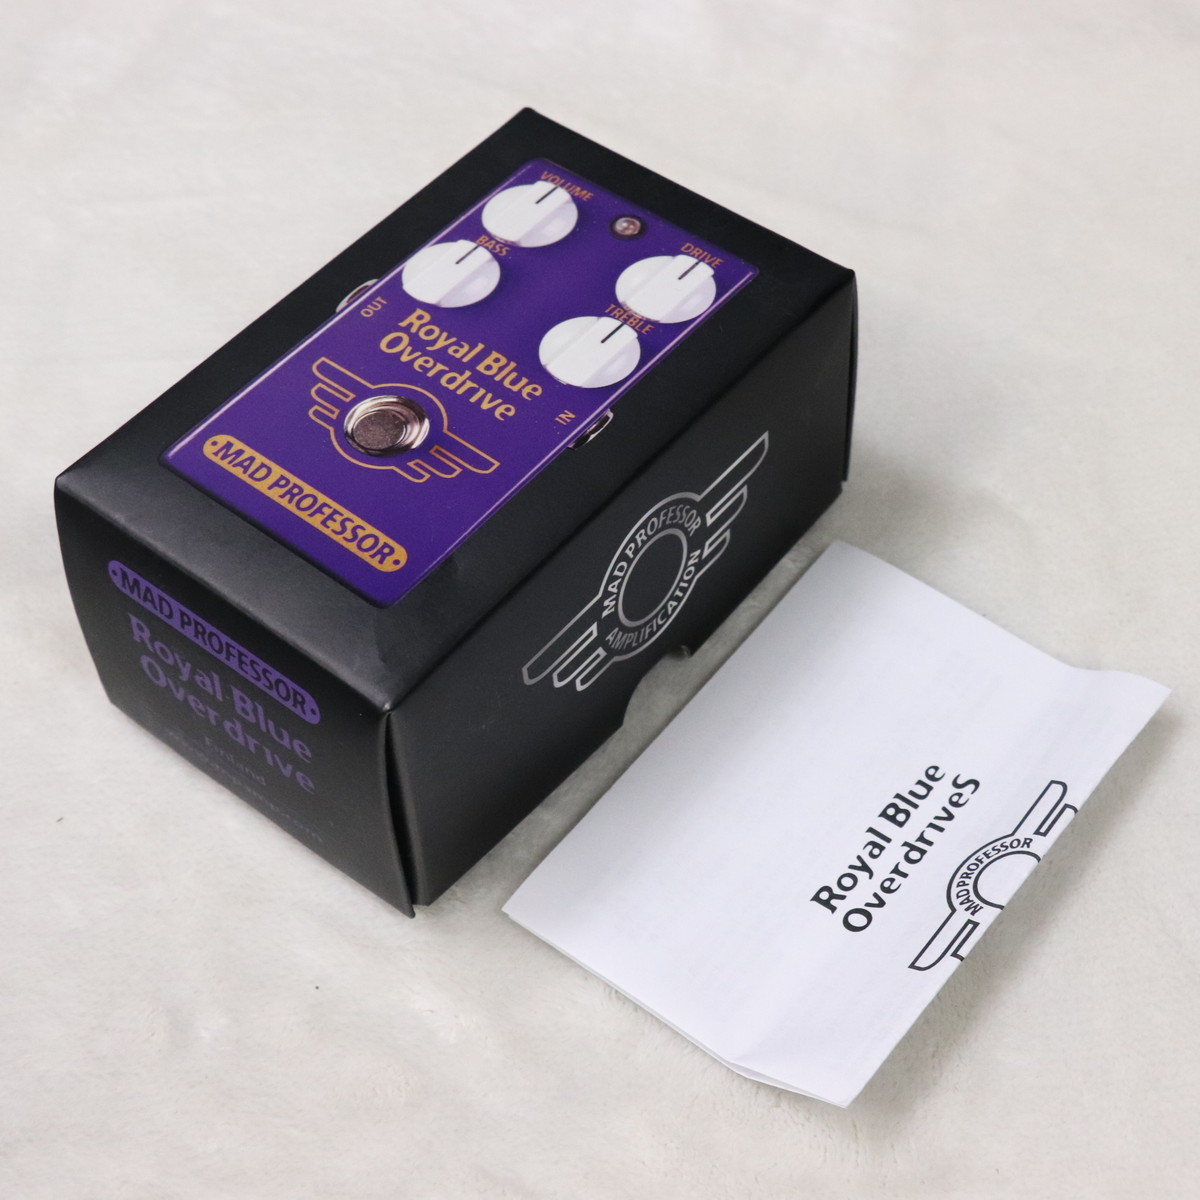 VOLUME
BASS
DRIVE
TREBLE
OUT
IN
Royal Blue
Overdrive
•MAD PROFESSOR•
•MAD PROFESSOR•
Royal Blue
Overdrive
Finland
MAD PROFESSOR
AMPLIFICATION
Royal Blue
OverdriveS
MAD PROFESSOR